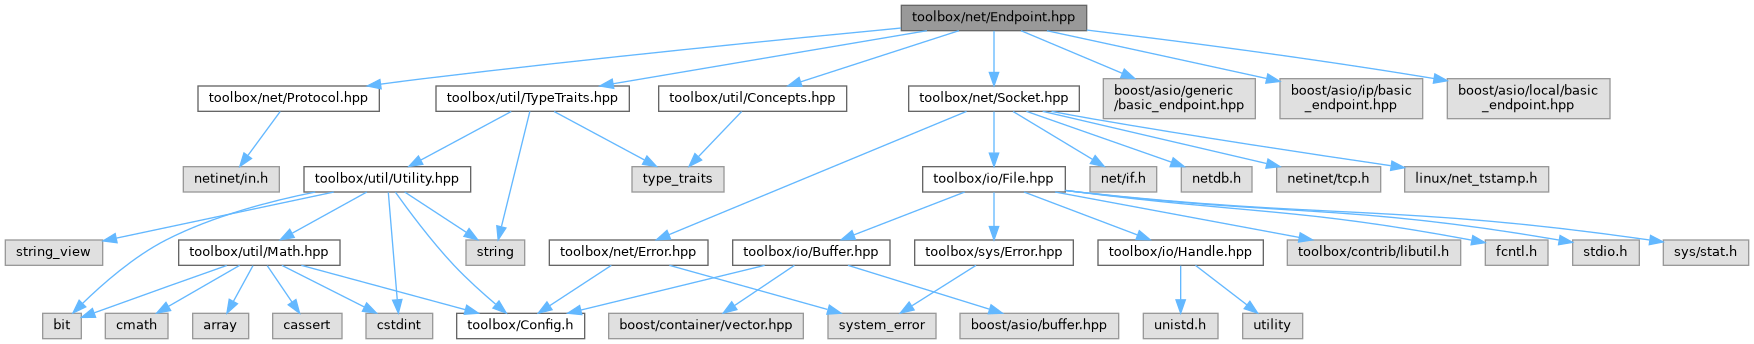 toolbox/net/Endpoint.hpp
toolbox/net/Protocol.hpp
toolbox/util/TypeTraits.hpp
toolbox/util/Concepts.hpp
toolbox/net/Socket.hpp
boost/asio/generic
/basic_endpoint.hpp
boost/asio/ip/basic
_endpoint.hpp
boost/asio/local/basic
_endpoint.hpp
netinet/in.h
toolbox/util/Utility.hpp
type_traits
toolbox/io/File.hpp
net/if.h
netdb.h
netinet/tcp.h
linux/net_tstamp.h
string_view
toolbox/util/Math.hpp
string
toolbox/net/Error.hpp
toolbox/io/Buffer.hpp
toolbox/sys/Error.hpp
toolbox/io/Handle.hpp
toolbox/contrib/libutil.h
fcntl.h
stdio.h
sys/stat.h
bit
cmath
array
cassert
cstdint
toolbox/Config.h
boost/container/vector.hpp
system_error
boost/asio/buffer.hpp
unistd.h
utility